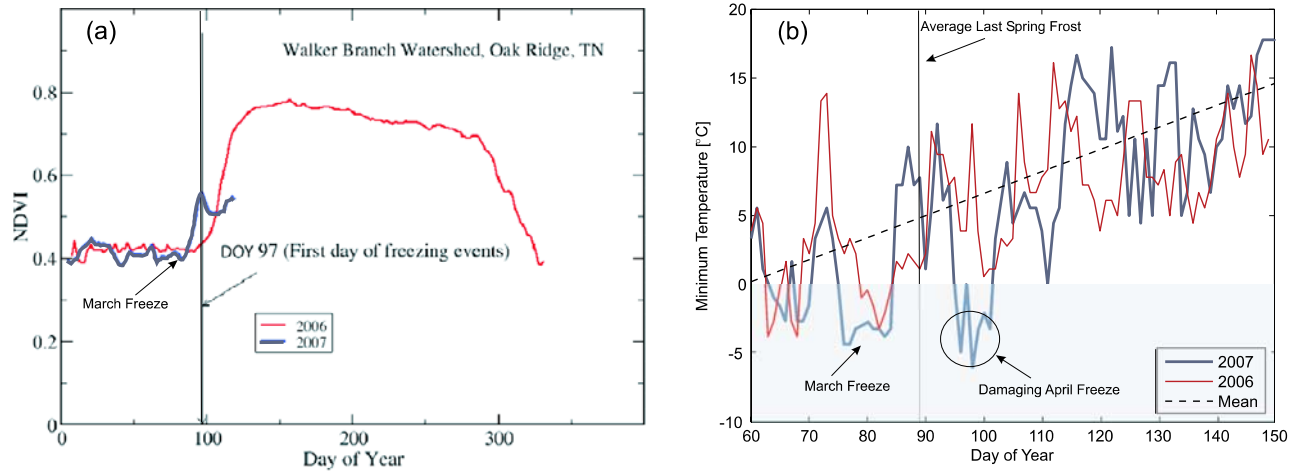 (a)
Walker Branch Watershed, Oak Ridge, TN
0.8
0.6
0.4
0.2
0
NDVI
DOY 97 (First day of freezing events)
March Freeze
2006
2007
0
100
200
300
Day of Year
(b)
Average Last Spring Frost
20
15
10
5
0
-5
-10
Minimum Temperature [°C]
March Freeze
Damaging April Freeze
2007
2006
Mean
60
70
80
90
100
110
120
130
140
150
Day of Year